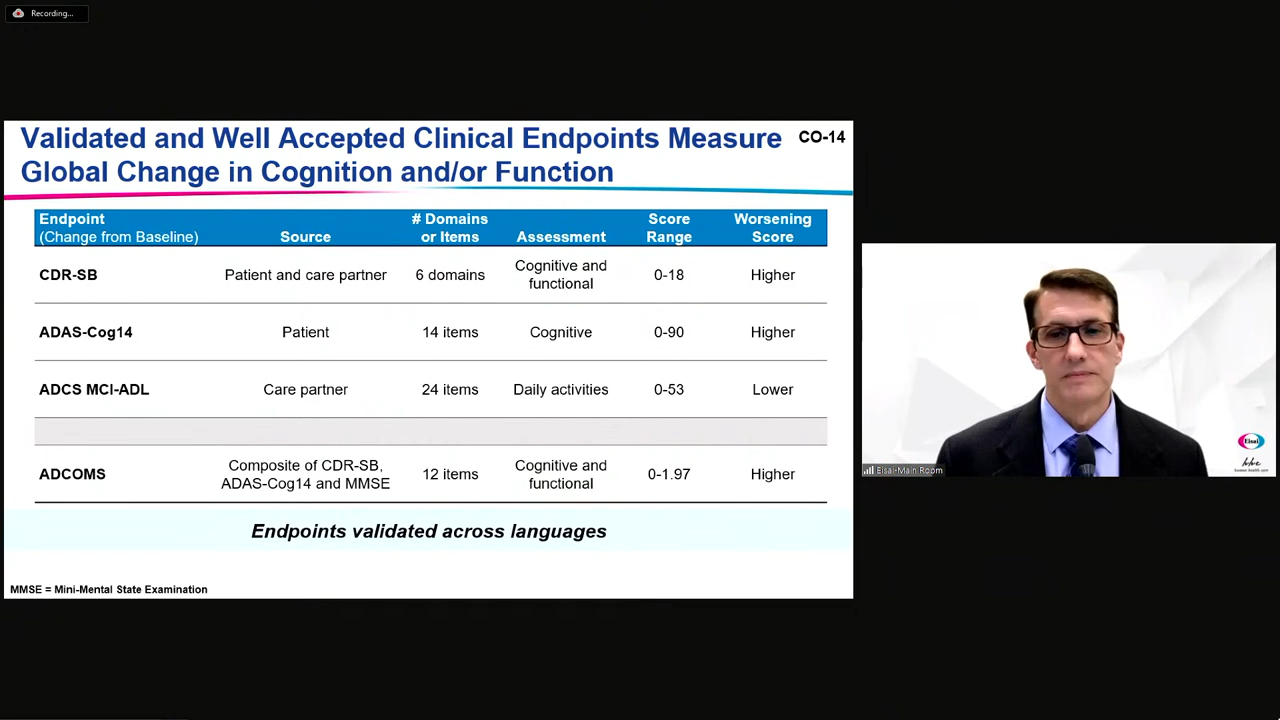 Recording...
Validated and Well Accepted Clinical Endpoints Measure
Global Change in Cognition and/or Function
CO-14
Endpoint (Change from Baseline) Source # Domains or Items Assessment Score Range Worsening Score
CDR-SB Patient and care partner 6 domains Cognitive and functional 0-18 Higher
ADAS-Cog14 Patient 14 items Cognitive 0-90 Higher
ADCS MCI-ADL Care partner 24 items Daily activities 0-53 Lower
ADCOMS Composite of CDR-SB, ADAS-Cog14 and MMSE 12 items Cognitive and functional 0-1.97 Higher
Endpoints validated across languages
MMSE = Mini-Mental State Examination
Eisai
hhc
human health care
Eisai-Main Room